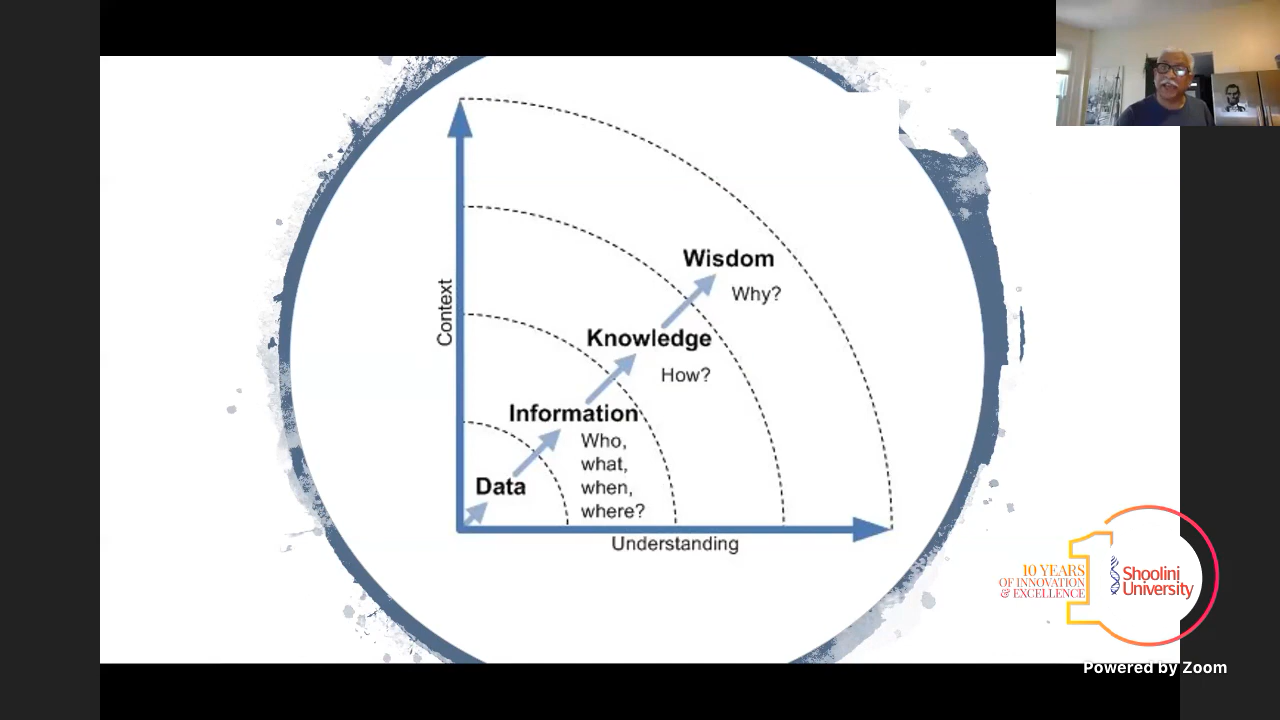 Wisdom
Why?
Knowledge
How?
Information
Who,
what,
when,
where?
Data
Context
Understanding
10 YEARS
OF INNOVATION
& EXCELLENCE
1
Shoolini
University
Powered by Zoom